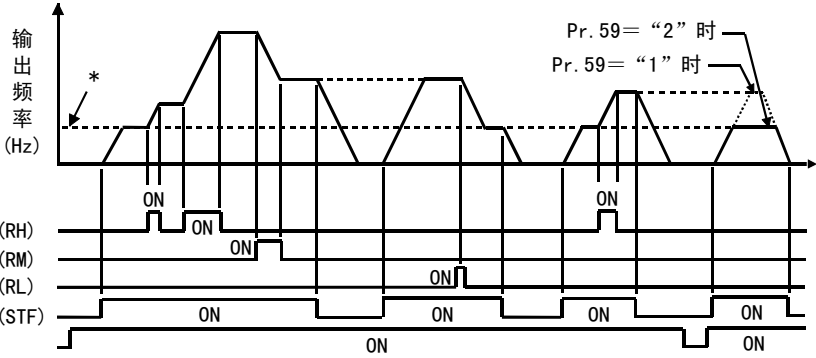 Pr.59＝“2”时
Pr.59＝“1”时
输出频率(Hz)
*
ON
ON
(RH)
ON
ON
(RM)
ON
(RL)
(STF)
ON
ON
ON
ON
ON
ON